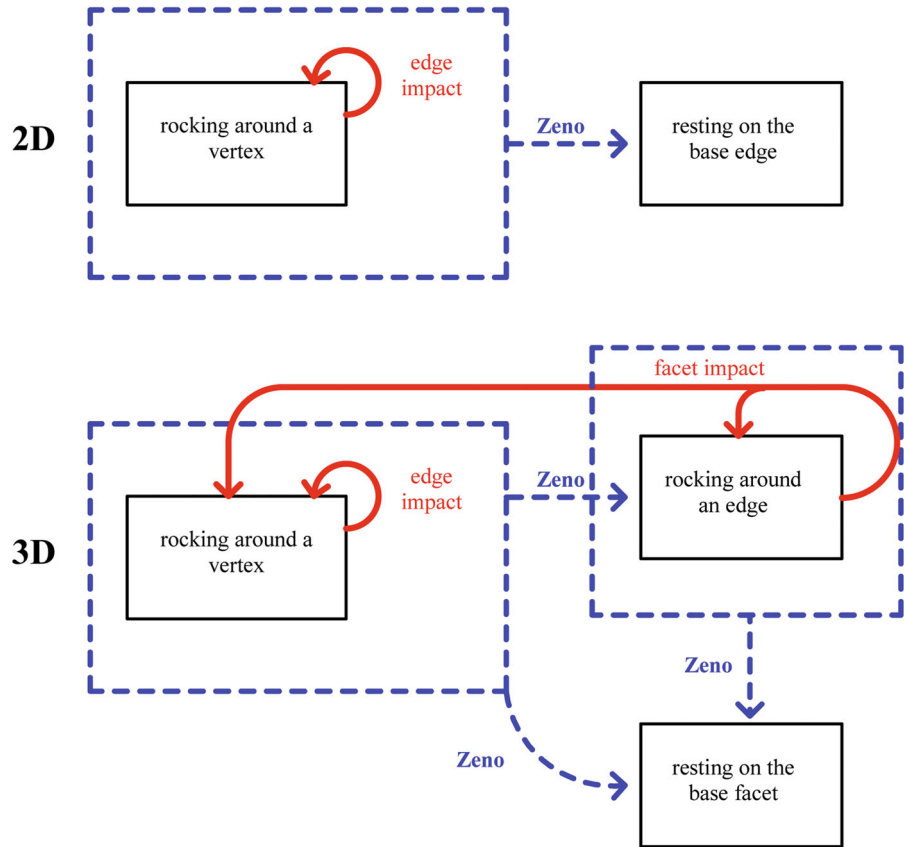 2D
rocking around a
vertex
edge
impact
Zeno
resting on the
base edge
3D
facet impact
rocking around a
vertex
edge
impact
Zeno
rocking around
an edge
Zeno
Zeno
resting on the
base facet